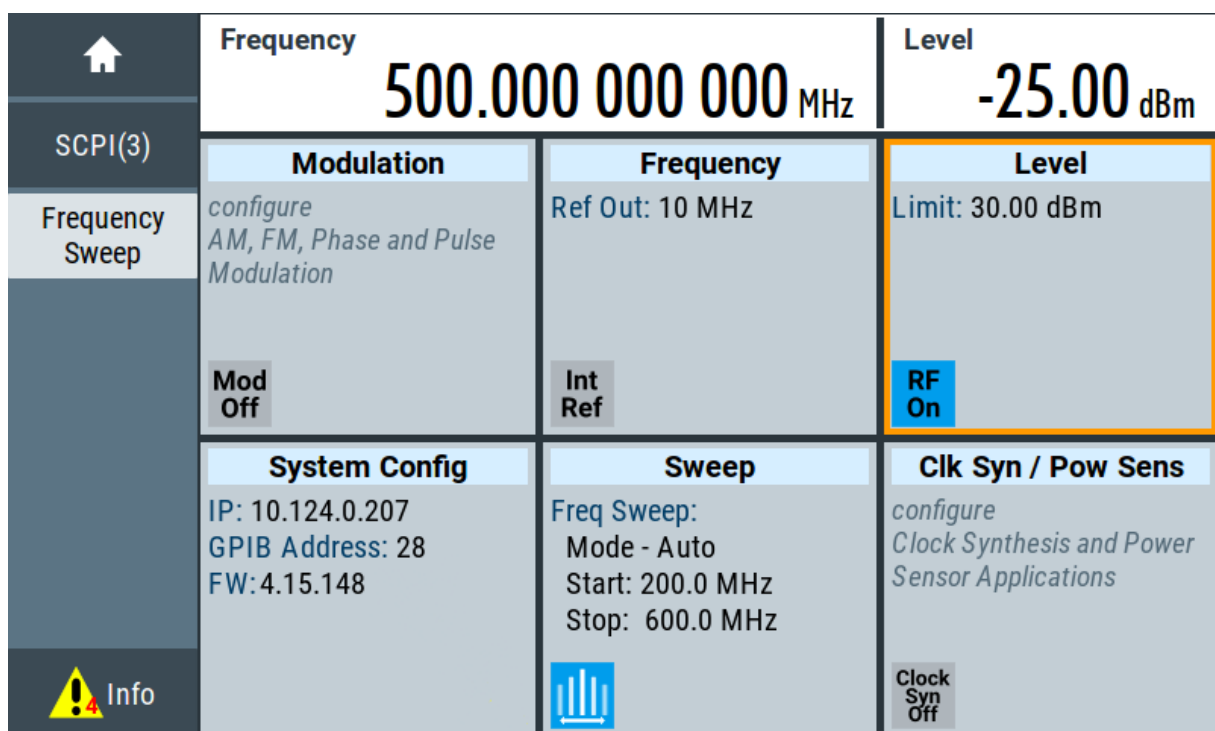 Frequency
500.000 000 000 MHz
Level
-25.00 dBm
SCPI(3)
Frequency
Sweep
Modulation
configure
AM, FM, Phase and Pulse
Modulation
Mod
Off
Frequency
Ref Out: 10 MHz
Int
Ref
Level
Limit: 30.00 dBm
RF
On
System Config
IP: 10.124.0.207
GPIB Address: 28
FW:4.15.148
Sweep
Freq Sweep:
Mode - Auto
Start: 200.0 MHz
Stop: 600.0 MHz
Clk Syn / Pow Sens
configure
Clock Synthesis and Power
Sensor Applications
Clock
Syn
Off
4 Info